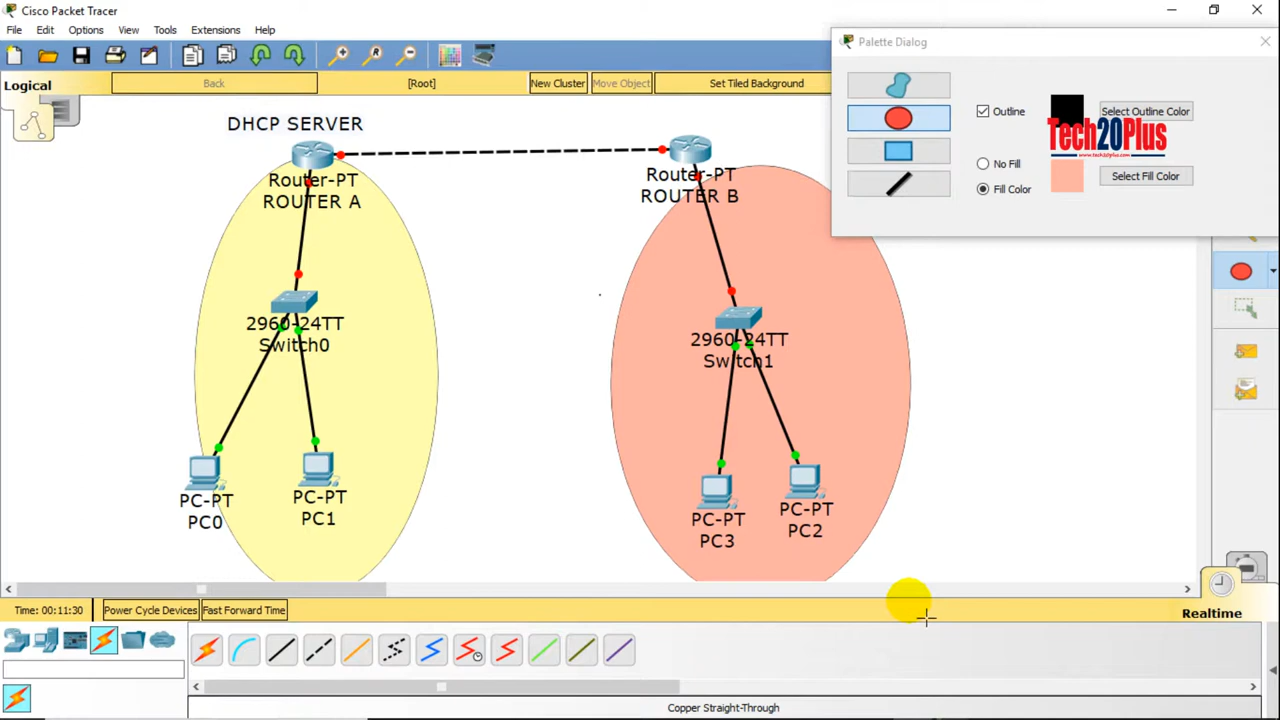 Cisco Packet Tracer
File Edit Options View Tools Extensions Help
Palette Dialog
Logical
Back
[Root]
New Cluster
Move Object
Set Tiled Background
Outline
Select Outline Color
Tech20Plus
www.tech20plus.com
No Fill
Fill Color
Select Fill Color
DHCP SERVER
Router-PT
ROUTER A
Router-PT
ROUTER B
2960-24TT
Switch0
2960-24TT
Switch1
PC-PT
PC0
PC-PT
PC1
PC-PT
PC3
PC-PT
PC2
Time: 00:11:30
Power Cycle Devices
Fast Forward Time
Realtime
Copper Straight-Through